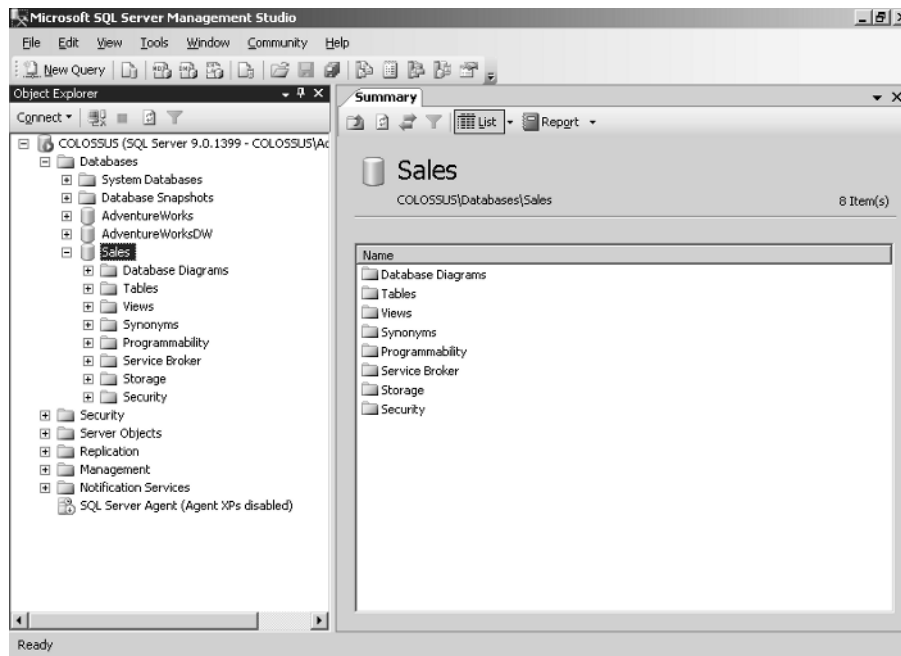 Microsoft SQL Server Management Studio
File Edit View Tools Window Community Help
New Query
Object Explorer
Connect
COLOSSUS (SQL Server 9.0.1399 - COLOSSUS\Ad
Databases
System Databases
Database Snapshots
AdventureWorks
AdventureWorksDW
Sales
Database Diagrams
Tables
Views
Synonyms
Programmability
Service Broker
Storage
Security
Security
Server Objects
Replication
Management
Notification Services
SQL Server Agent (Agent XPs disabled)
Summary
List Report
Sales
COLOSSUS\Databases\Sales 8 Item(s)
Name
Database Diagrams
Tables
Views
Synonyms
Programmability
Service Broker
Storage
Security
Ready